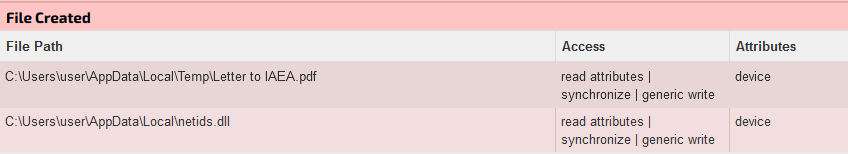 File Created
File Path Access Attributes
C:\Users\user\AppData\Local\Temp\Letter to IAEA.pdf read attributes | device
synchronize | generic write
C:\Users\user\AppData\Local\netids.dll read attributes | device
synchronize | generic write